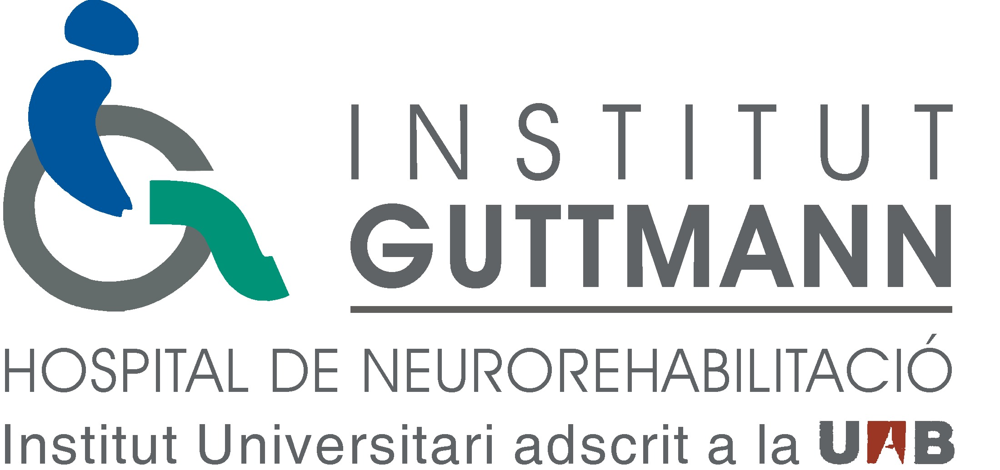 INSTITUT
GUTTMANN
HOSPITAL DE NEUROREHABILITACIÓ
Institut Universitari adscrit a la UAB